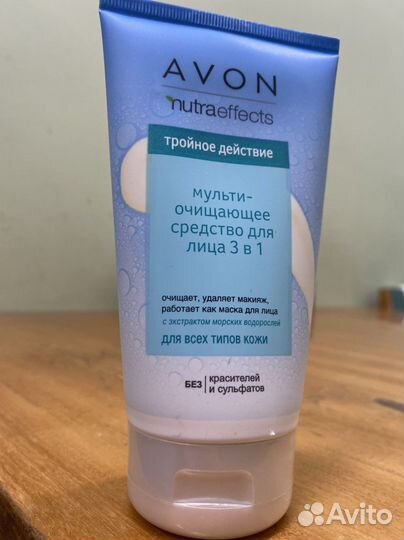 AVON
nutraeffects
тройное действие
мульти-
очищающее
средство для
лица 3 в 1
очищает, удаляет макияж,
работает как маска для лица
с экстрактом морских водорослей
для всех типов кожи
БЕЗ красителей
и сульфатов
Avito